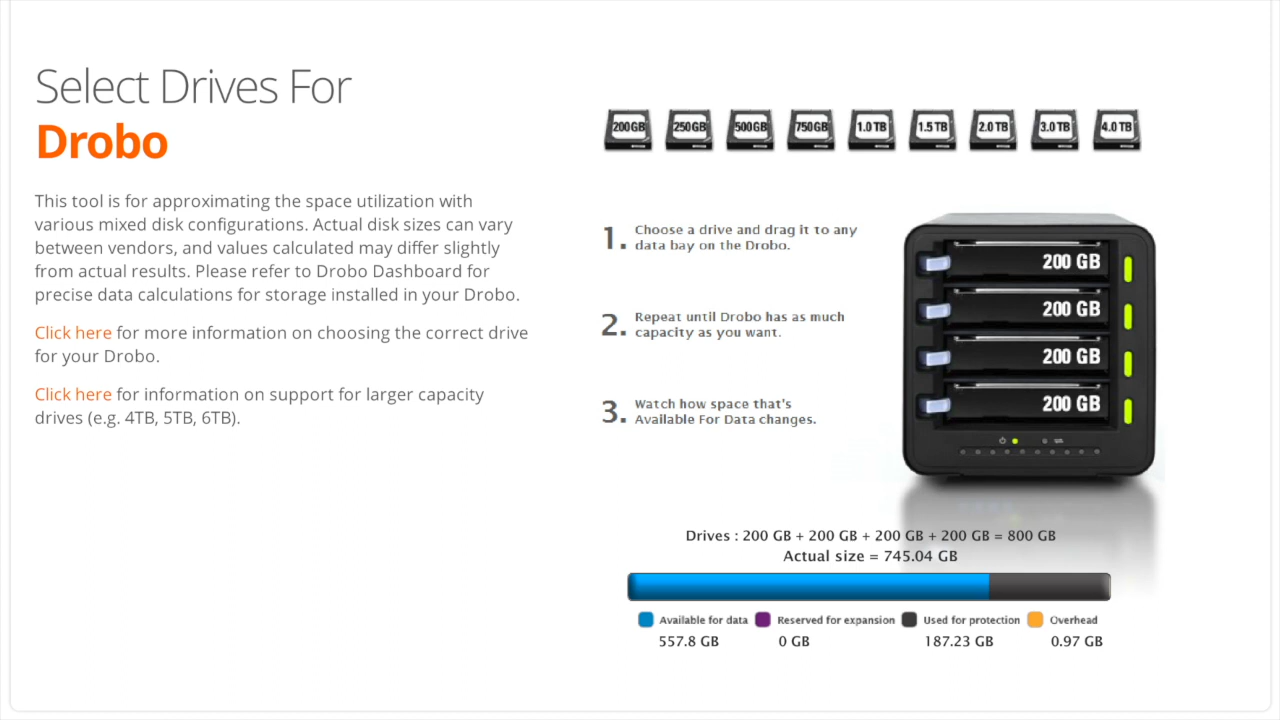 Select Drives For
Drobo
This tool is for approximating the space utilization with
various mixed disk configurations. Actual disk sizes can vary
between vendors, and values calculated may differ slightly
from actual results. Please refer to Drobo Dashboard for
precise data calculations for storage installed in your Drobo.
Click here for more information on choosing the correct drive
for your Drobo.
Click here for information on support for larger capacity
drives (e.g. 4TB, 5TB, 6TB).
200GB 250GB 500GB 750GB 1.0 TB 1.5 TB 2.0 TB 3.0 TB 4.0 TB
1. Choose a drive and drag it to any
data bay on the Drobo.
2. Repeat until Drobo has as much
capacity as you want.
3. Watch how space that's
Available For Data changes.
200 GB
200 GB
200 GB
200 GB
Drives : 200 GB + 200 GB + 200 GB + 200 GB = 800 GB
Actual size = 745.04 GB
Available for data Reserved for expansion Used for protection Overhead
557.8 GB 0 GB 187.23 GB 0.97 GB